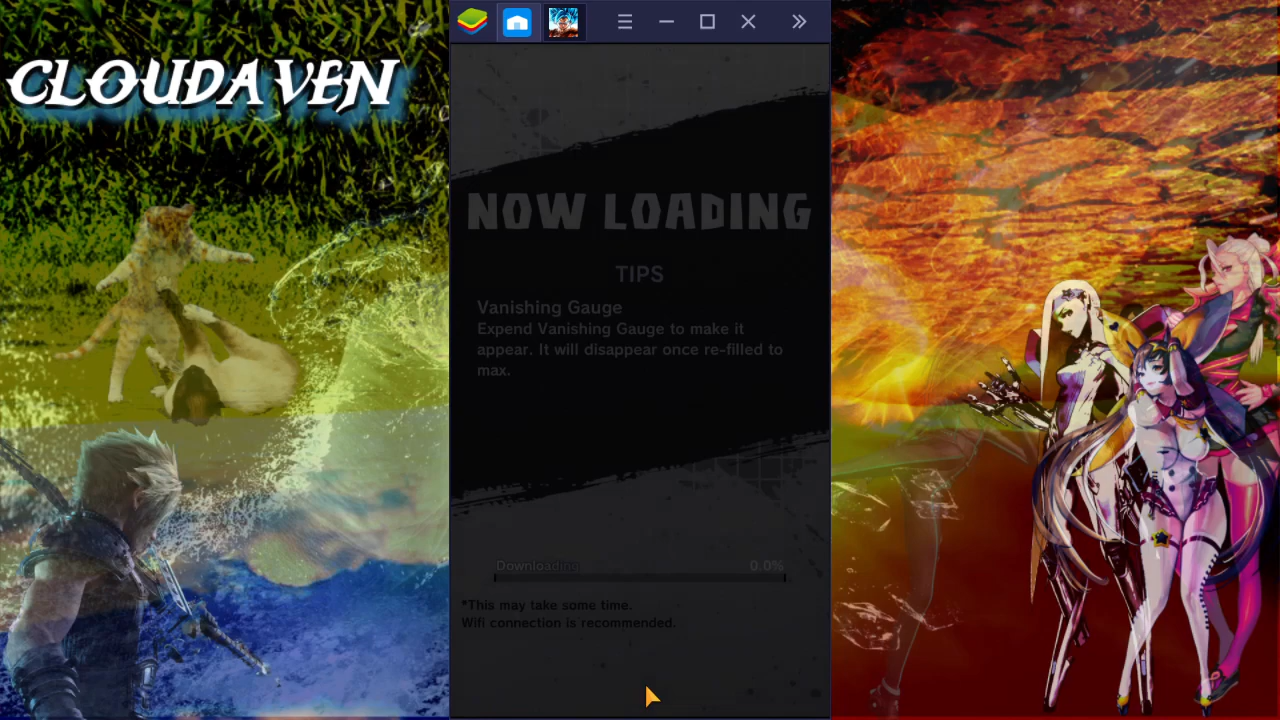 CLOUDAVEN
NOW LOADING
TIPS
Vanishing Gauge
Expend Vanishing Gauge to make it
appear. It will disappear once re-filled to
max.
Downloading 0.0%
*This may take some time.
Wifi connection is recommended.